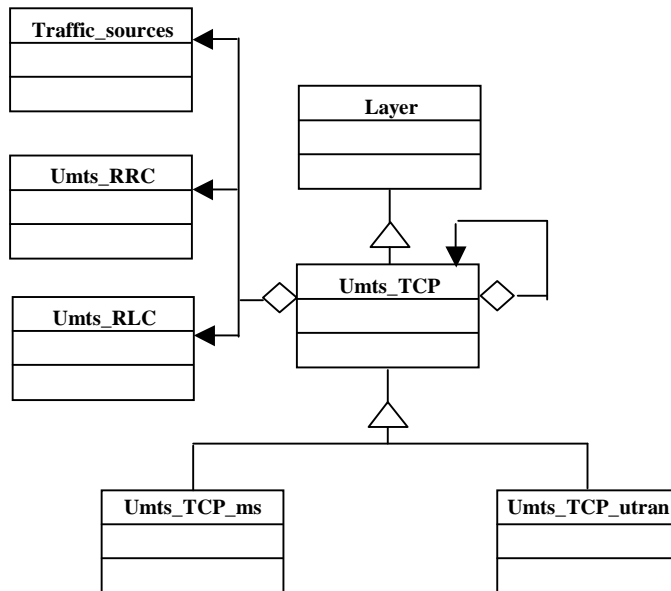 Traffic_sources
Layer
Umts_RRC
Umts_TCP
Umts_RLC
Umts_TCP_ms
Umts_TCP_utran